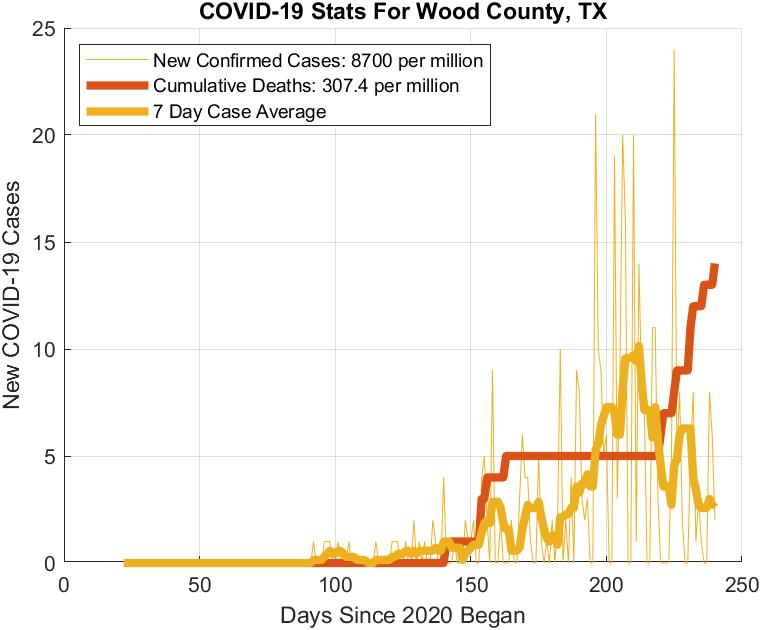 COVID-19 Stats For Wood County, TX
25
New Confirmed Cases: 8700 per million
Cumulative Deaths: 307.4 per million
7 Day Case Average
20
15
10
5
0
New COVID-19 Cases
0 50 100 150 200 250
Days Since 2020 Began